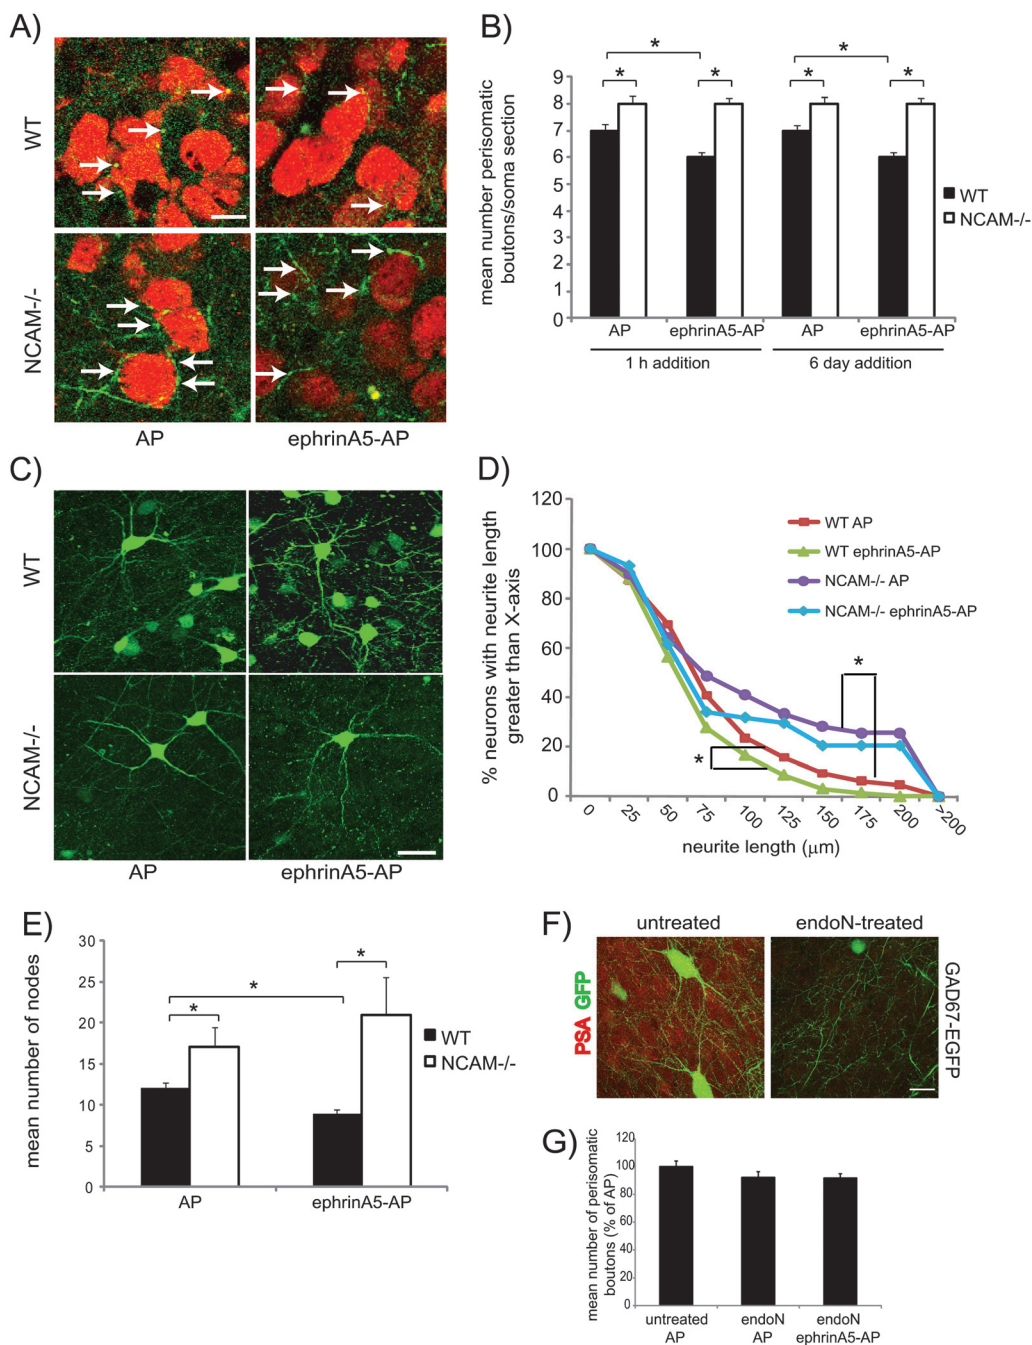 A)
WT
NCAM-/-
AP
ephrinA5-AP
B)
mean number perisomatic
boutons/soma section
9
8
7
6
5
4
3
2
1
0
*
*
*
*
*
*
AP
ephrinA5-AP
AP
ephrinA5-AP
1 h addition
6 day addition
WT
NCAM-/-
C)
WT
NCAM-/-
AP
ephrinA5-AP
D)
% neurons with neurite length
greater than X-axis
120
100
80
60
40
20
0
WT AP
WT ephrinA5-AP
NCAM-/- AP
NCAM-/- ephrinA5-AP
*
*
0
25
50
75
100
125
150
175
200
>200
neurite length (μm)
E)
mean number of nodes
30
25
20
15
10
5
0
*
*
*
WT
NCAM-/-
AP
ephrinA5-AP
F)
untreated
endoN-treated
PSA GFP
GAD67-EGFP
G)
mean number of perisomatic
boutons (% of AP)
120
100
80
60
40
20
0
untreated
AP
endoN
AP
endoN
ephrinA5-AP